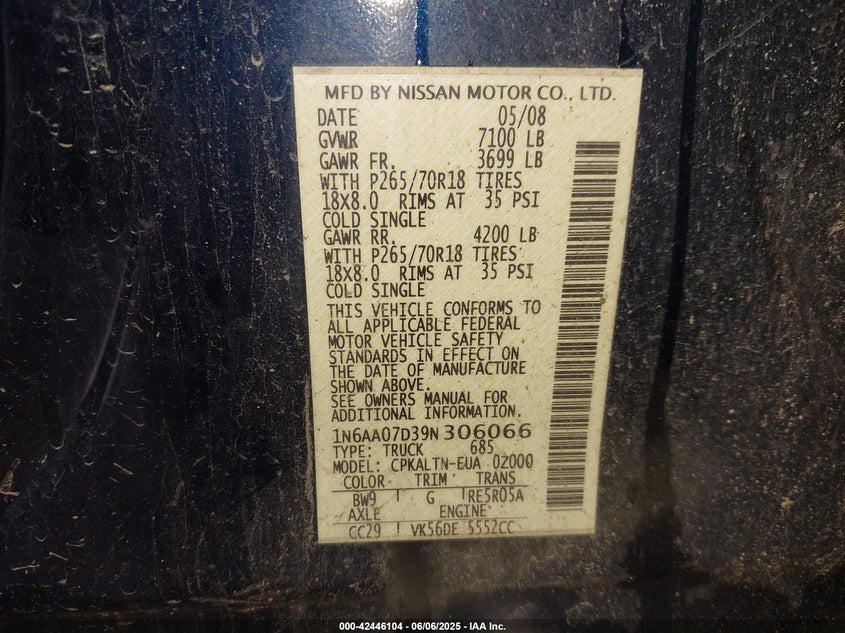 MFD BY NISSAN MOTOR CO., LTD.
DATE 05/08
GVWR 7100 LB
GAWR FR. 3699 LB
WITH P265/70R18 TIRES
18X8.0 RIMS AT 35 PSI
COLD SINGLE
GAWR RR. 4200 LB
WITH P265/70R18 TIRES
18X8.0 RIMS AT 35 PSI
COLD SINGLE
THIS VEHICLE CONFORMS TO
ALL APPLICABLE FEDERAL
MOTOR VEHICLE SAFETY
STANDARDS IN EFFECT ON
THE DATE OF MANUFACTURE
SHOWN ABOVE.
SEE OWNERS MANUAL FOR
ADDITIONAL INFORMATION.
1N6AA07D39N306066
TYPE: TRUCK 685
MODEL: CPKALTN-EUA 0Z000
COLOR TRIM TRANS
BW9 G RE5R05A
AXLE ENGINE
CC29 VK56DE 5552CC
000-42446104 - 06/06/2025 - IAA Inc.